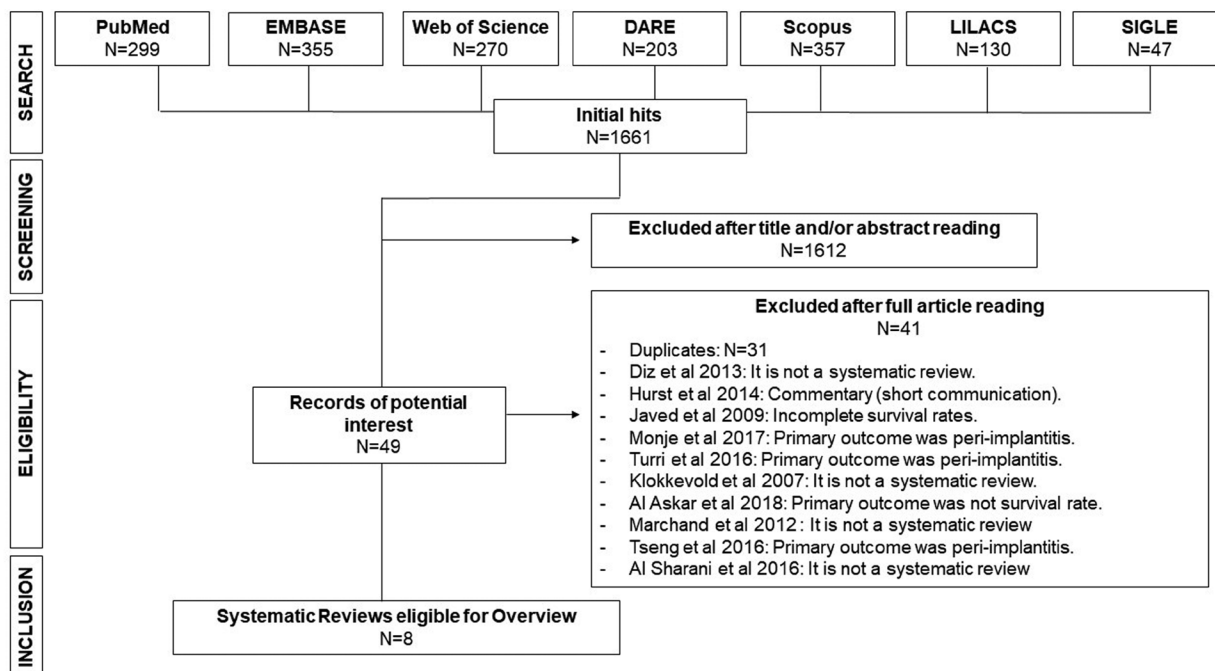 SEARCH
PubMed
N=299
EMBASE
N=355
Web of Science
N=270
DARE
N=203
Scopus
N=357
LILACS
N=130
SIGLE
N=47
Initial hits
N=1661
SCREENING
Excluded after title and/or abstract reading
N=1612
ELIGIBILITY
Records of potential
interest
N=49
Excluded after full article reading
N=41
- Duplicates: N=31
- Diz et al 2013: It is not a systematic review.
- Hurst et al 2014: Commentary (short communication).
- Javed et al 2009: Incomplete survival rates.
- Monje et al 2017: Primary outcome was peri-implantitis.
- Turri et al 2016: Primary outcome was peri-implantitis.
- Klokkevold et al 2007: It is not a systematic review.
- Al Askar et al 2018: Primary outcome was not survival rate.
- Marchand et al 2012 : It is not a systematic review
- Tseng et al 2016: Primary outcome was peri-implantitis.
- Al Sharani et al 2016: It is not a systematic review
INCLUSION
Systematic Reviews eligible for Overview
N=8